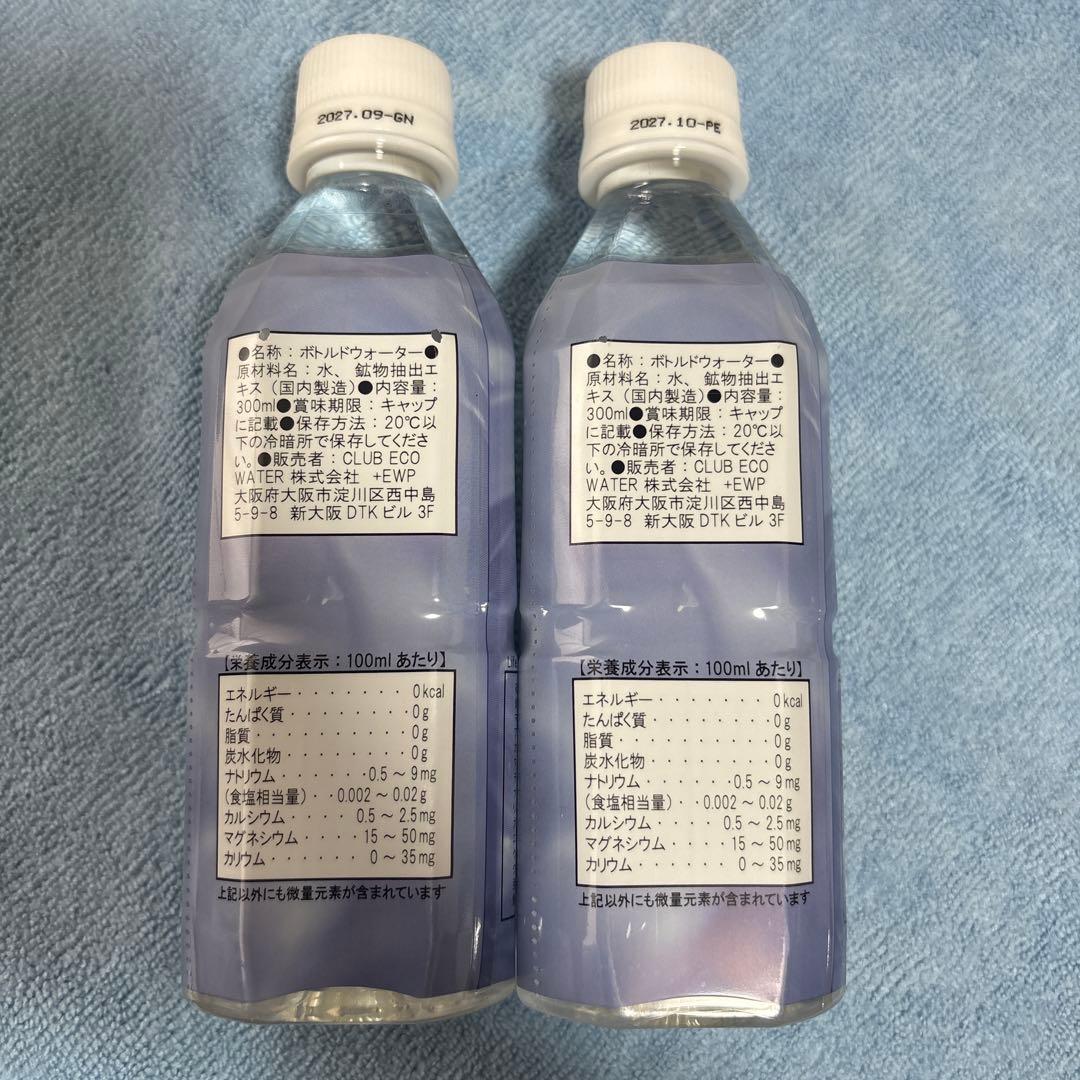 2027.09-GN
●名称：ボトルドウォーター●
原材料名：水、鉱物抽出エ
キス（国内製造）●内容量：
300ml●賞味期限：キャップ
に記載●保存方法：20℃以
下の冷暗所で保存してくださ
い。●販売者：CLUB ECO
WATER 株式会社 +EWP
大阪府大阪市淀川区西中島
5-9-8 新大阪 DTK ビル 3F
【栄養成分表示：100ml あたり】
エネルギー・・・・・・・0kcal
たんぱく質・・・・・・・・0g
脂質・・・・・・・・・・・0g
炭水化物・・・・・・・・・0g
ナトリウム・・・・・・・0.5～9mg
（食塩相当量）・・0.002～0.02g
カルシウム・・・・0.5～2.5mg
マグネシウム・・・・15～50mg
カリウム・・・・・・0～35mg
上記以外にも微量元素が含まれています
2027.10-PE
●名称：ボトルドウォーター●
原材料名：水、鉱物抽出エ
キス（国内製造）●内容量：
300ml●賞味期限：キャップ
に記載●保存方法：20℃以
下の冷暗所で保存してくださ
い。●販売者：CLUB ECO
WATER 株式会社 +EWP
大阪府大阪市淀川区西中島
5-9-8 新大阪 DTK ビル 3F
【栄養成分表示：100ml あたり】
エネルギー・・・・・・・0kcal
たんぱく質・・・・・・・・0g
脂質・・・・・・・・・・・0g
炭水化物・・・・・・・・・0g
ナトリウム・・・・・・・0.5～9mg
（食塩相当量）・・0.002～0.02g
カルシウム・・・・0.5～2.5mg
マグネシウム・・・・15～50mg
カリウム・・・・・・0～35mg
上記以外にも微量元素が含まれています